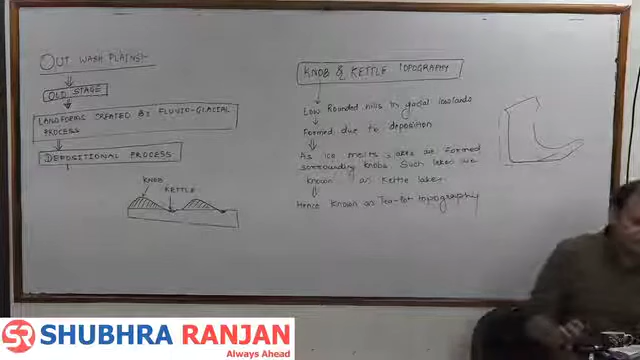 OUT WASH PLAINS:-
OLD STAGE
LANDFORMS CREATED BY FLUVIO-GLACIAL
PROCESS
DEPOSITIONAL PROCESS
KNOB
KETTLE
KNOB & KETTLE TOPOGRAPHY
Low Rounded hills in glacial lowlands
Formed due to deposition
As ice melts, lakes are formed
surrounding knobs. Such lakes are
known as Kettle lakes.
Hence Known as Tea-Pot topography
SR SHUBHRA RANJAN
Always Ahead